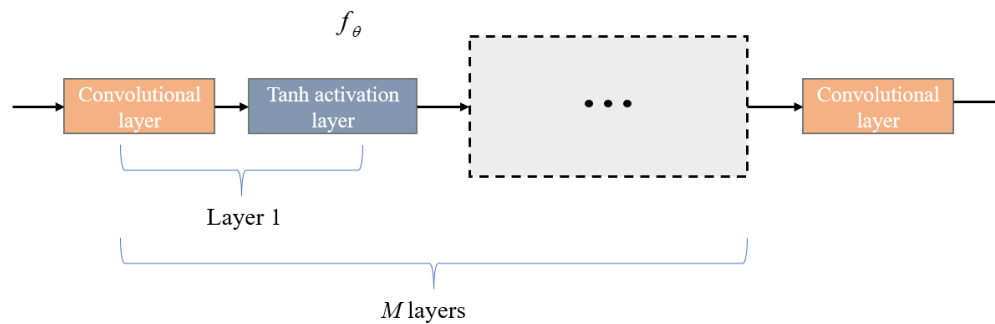 f_θ
Convolutional
layer
Tanh activation
layer
•••
Convolutional
layer
Layer 1
M layers